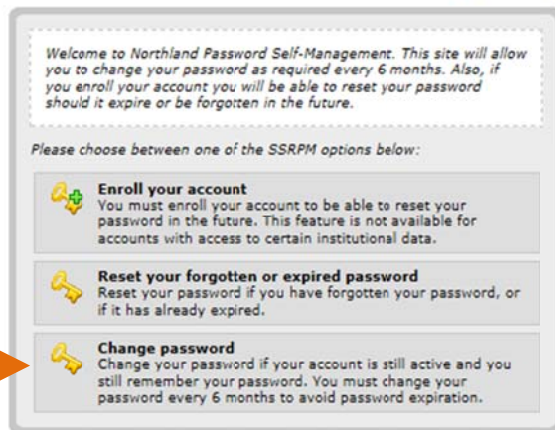 Welcome to Northland Password Self-Management. This site will allow
you to change your password as required every 6 months. Also, if
you enroll your account you will be able to reset your password
should it expire or be forgotten in the future.
Please choose between one of the SSRPM options below:
Enroll your account
You must enroll your account to be able to reset your
password in the future. This feature is not available for
accounts with access to certain institutional data.
Reset your forgotten or expired password
Reset your password if you have forgotten your password, or
if it has already expired.
Change password
Change your password if your account is still active and you
still remember your password. You must change your
password every 6 months to avoid password expiration.